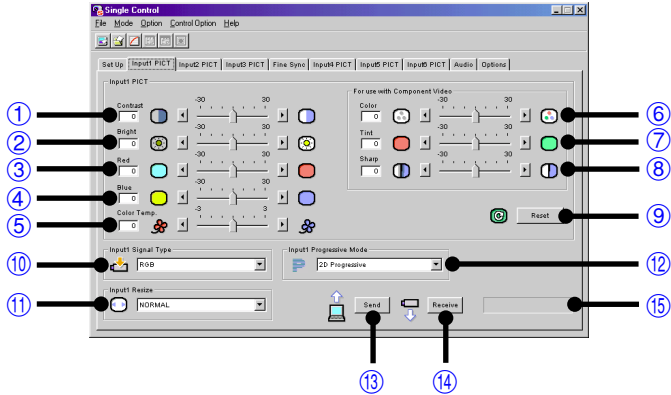 Single Control
File Mode Option Control Option Help
Set Up Input1 PICT Input2 PICT Input3 PICT Fine Sync Input4 PICT Input5 PICT Input6 PICT Audio Options
Input1 PICT
For use with Component Video
① Contrast 0 -30 30
② Bright 0 -30 30
③ Red 0 -30 30
④ Blue 0 -30 30
⑤ Color Temp. 0 -3 3
Color 0 -30 30 ⑥
Tint 0 -30 30 ⑦
Sharp 0 -30 30 ⑧
Reset ⑨
Input1 Signal Type
⑩ RGB
Input1 Progressive Mode
P 2D Progressive ⑫
Input1 Resize
⑪ NORMAL
Send Receive ⑮
⑬ ⑭